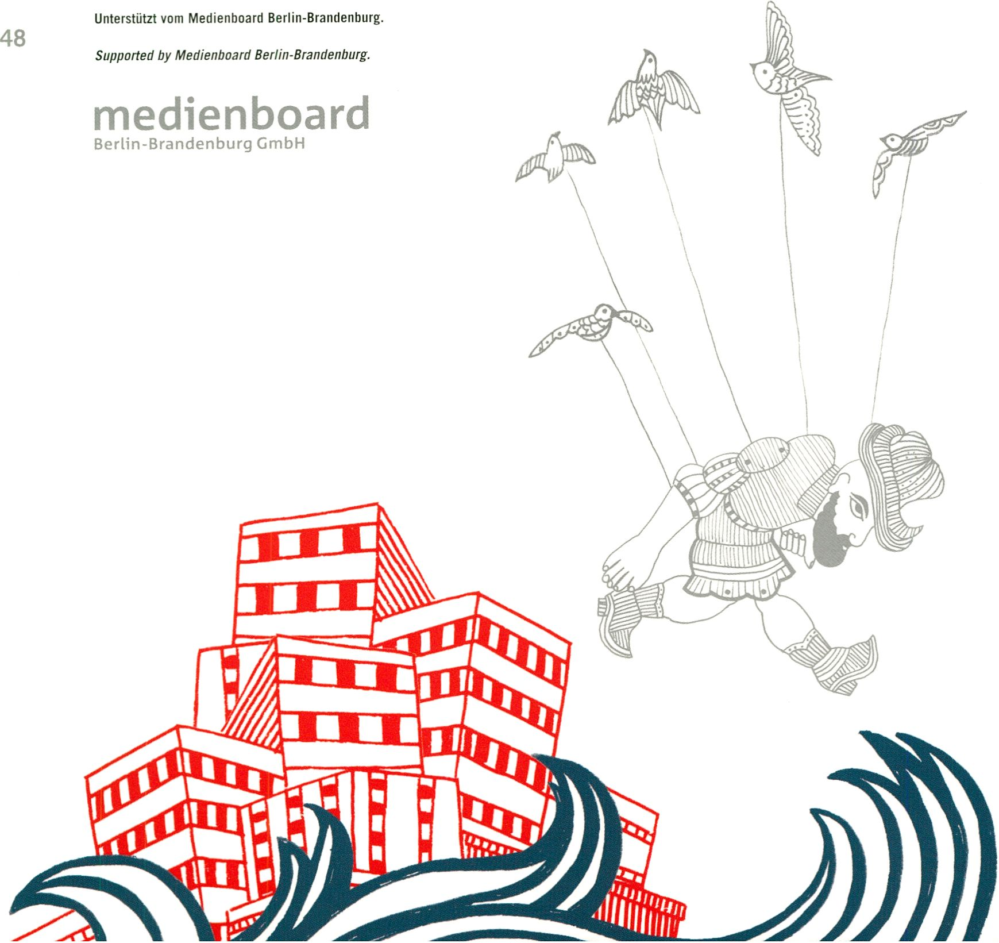 48
Unterstützt vom Medienboard Berlin-Brandenburg.
Supported by Medienboard Berlin-Brandenburg.
medienboard
Berlin-Brandenburg GmbH